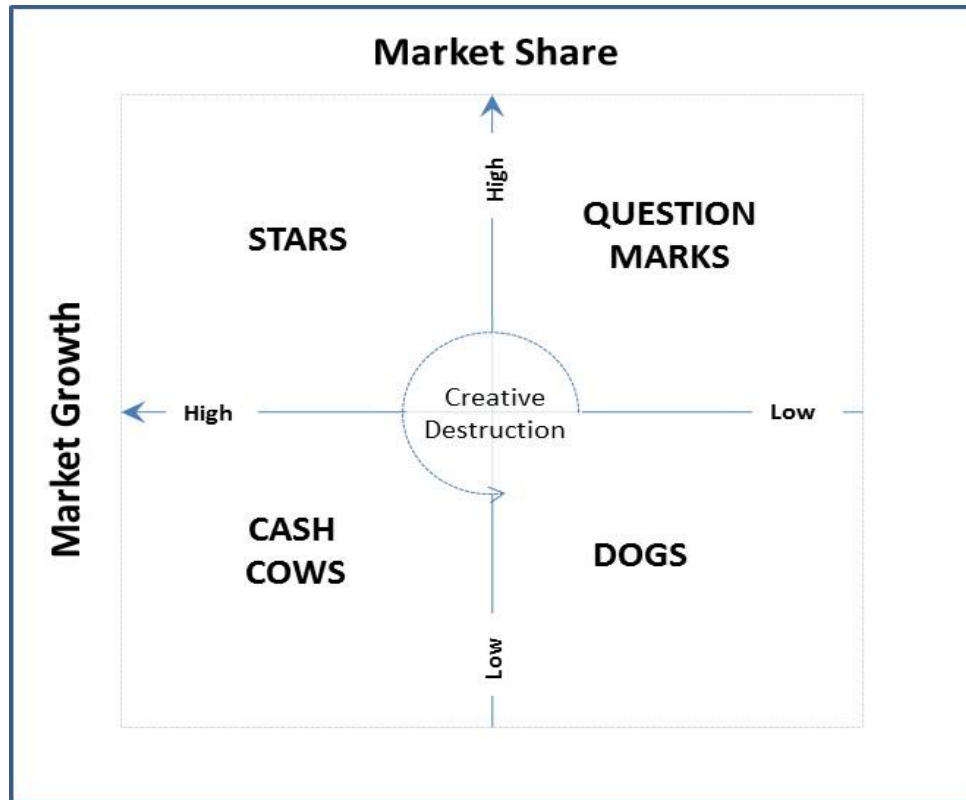 Market Share
High
STARS
QUESTION
MARKS
Market Growth
High
Creative
Destruction
Low
CASH
COWS
DOGS
Low